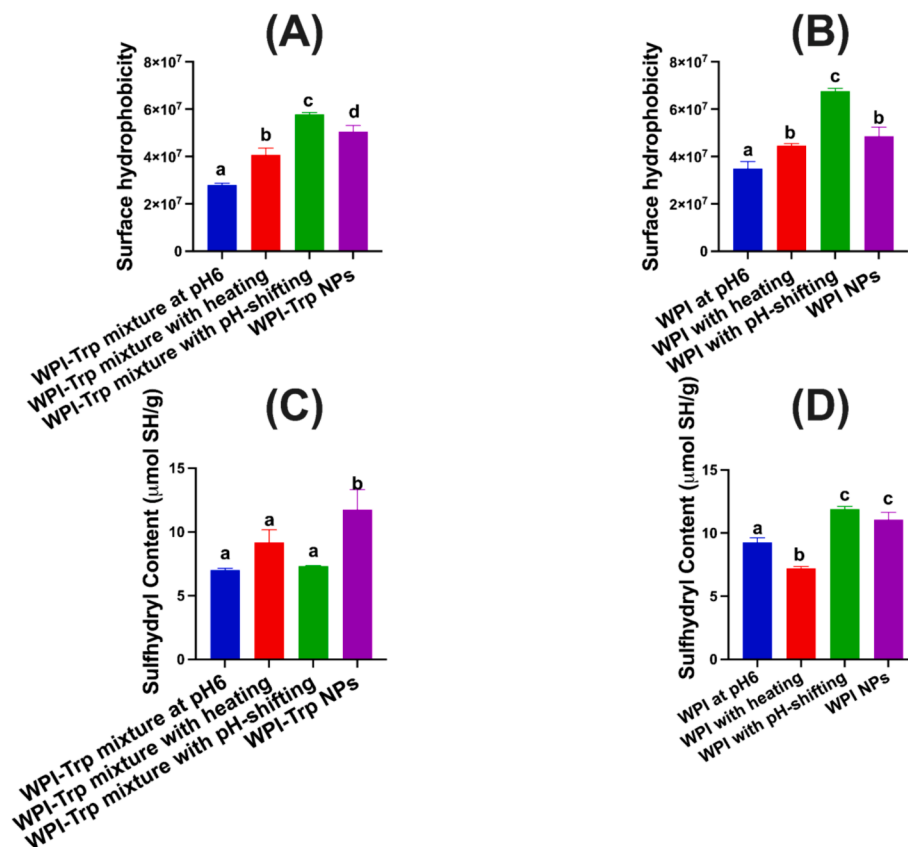 (A)
Surface hydrophobicity
8×10⁷
6×10⁷
4×10⁷
2×10⁷
0
a
b
c
d
WPI-Trp mixture at pH6
WPI-Trp mixture with heating
WPI-Trp mixture with pH-shifting
WPI-Trp NPs
(B)
Surface hydrophobicity
8×10⁷
6×10⁷
4×10⁷
2×10⁷
0
a
b
c
b
WPI at pH6
WPI with heating
WPI with pH-shifting
WPI NPs
(C)
Sulfhydryl Content (μmol SH/g)
15
10
5
0
a
a
a
b
WPI-Trp mixture at pH6
WPI-Trp mixture with heating
WPI-Trp mixture with pH-shifting
WPI-Trp NPs
(D)
Sulfhydryl Content (μmol SH/g)
15
10
5
0
a
b
c
c
WPI at pH6
WPI with heating
WPI with pH-shifting
WPI NPs